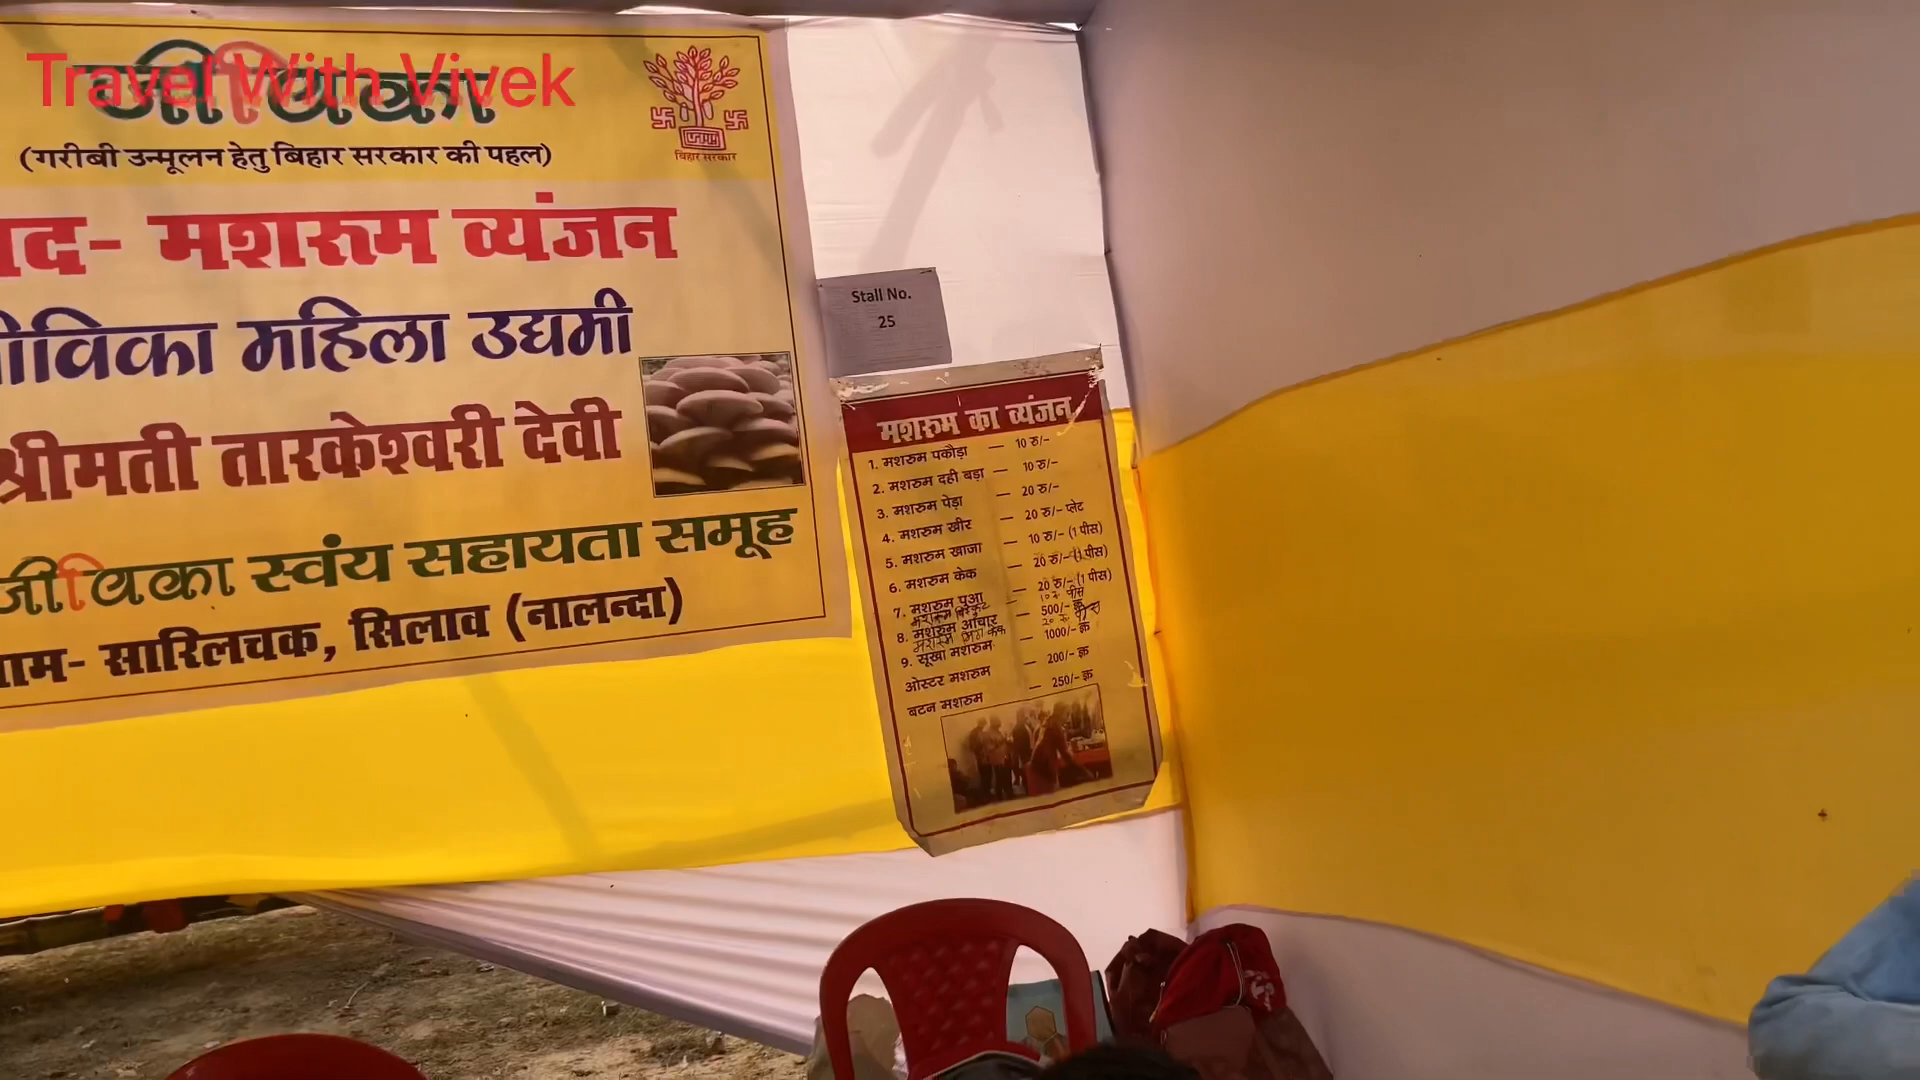 Travel With Vivek
जीविका
(गरीबी उन्मूलन हेतु बिहार सरकार की पहल)
बिहार सरकार
मशरूम व्यंजन
महिला उद्यमी
श्रीमती तारकेश्वरी देवी
जीविका स्वंय सहायता समूह
सारिलचक, सिलाव (नालन्दा)
Stall No.
25
मशरूम का व्यंजन
1. मशरुम पकौड़ा — 10 रु/-
2. मशरुम दही बड़ा — 10 रु/-
3. मशरुम पेड़ा — 20 रु/-
4. मशरुम खीर — 20 रु/- प्लेट
5. मशरुम खाजा — 10 रु/- (1 पीस)
6. मशरुम केक — 20 रु/- (1 पीस)
7. मशरुम पुआ — 20 रु/- (1 पीस)
8. मशरुम आचार — 500/-
9. सूखा मशरुम — 1000/-
ओस्टर मशरुम — 200/-
बटन मशरुम — 250/-